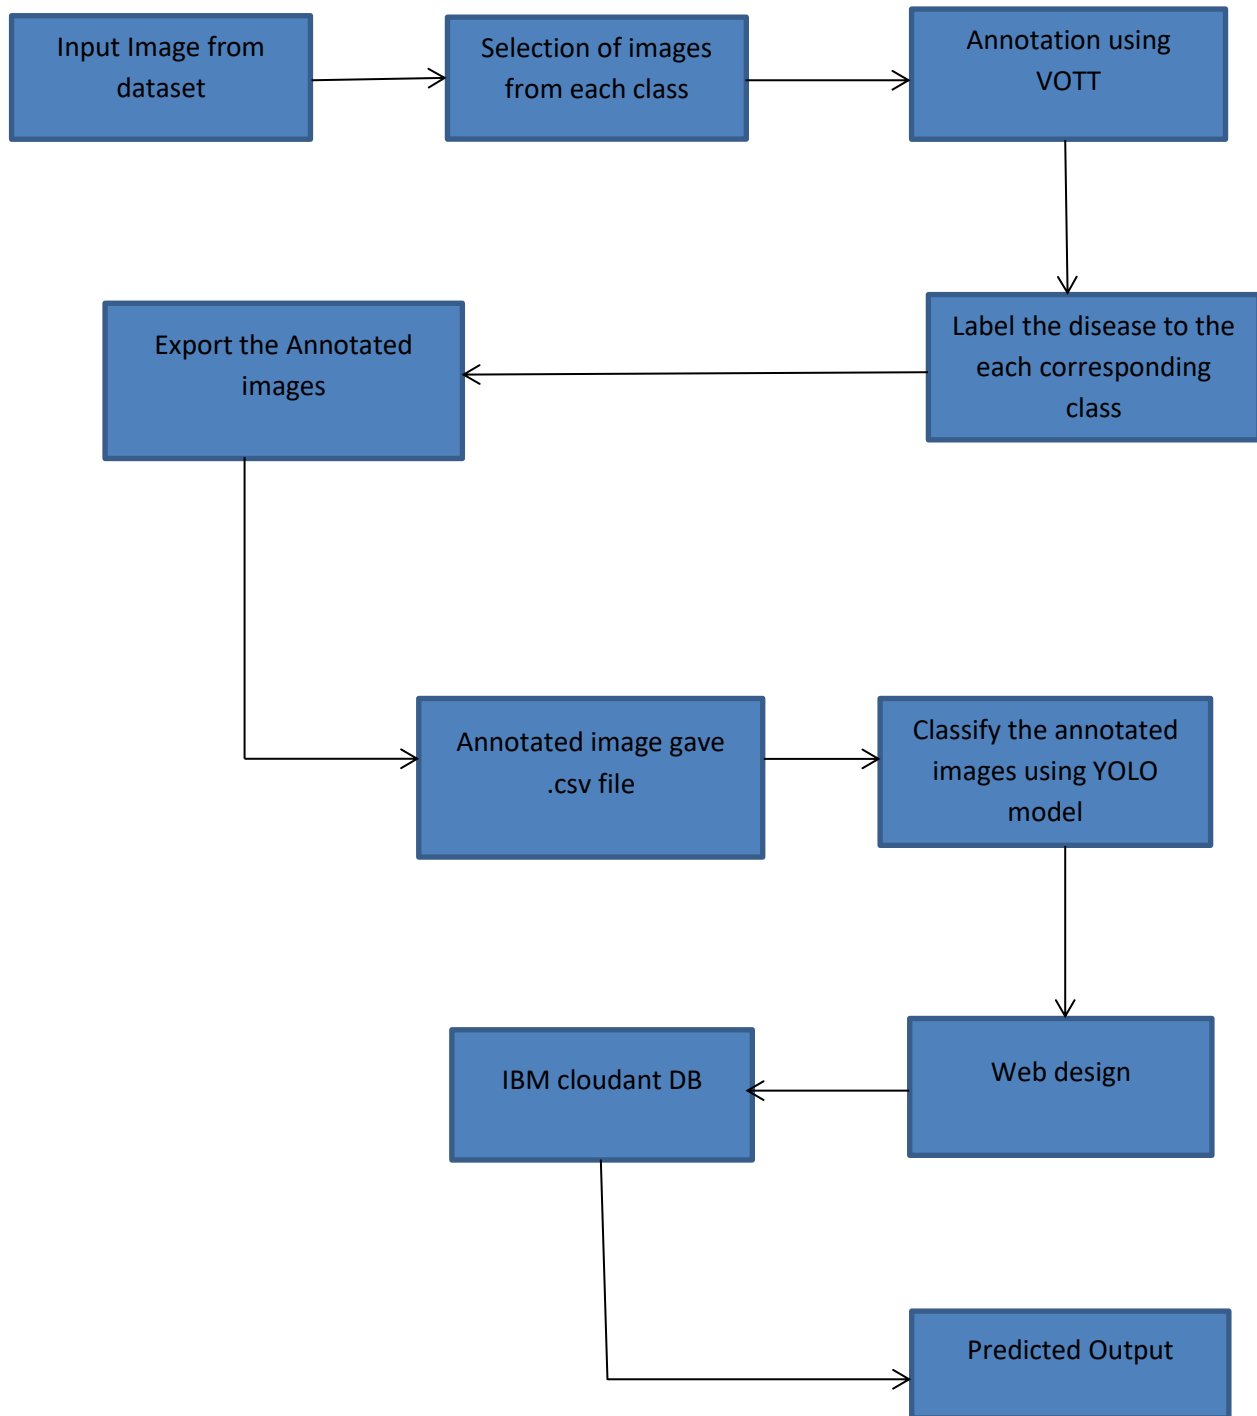 Input Image from
dataset
Selection of images
from each class
Annotation using
VOTT
Label the disease to the
each corresponding
class
Export the Annotated
images
Annotated image gave
.csv file
Classify the annotated
images using YOLO
model
Web design
IBM cloudant DB
Predicted Output